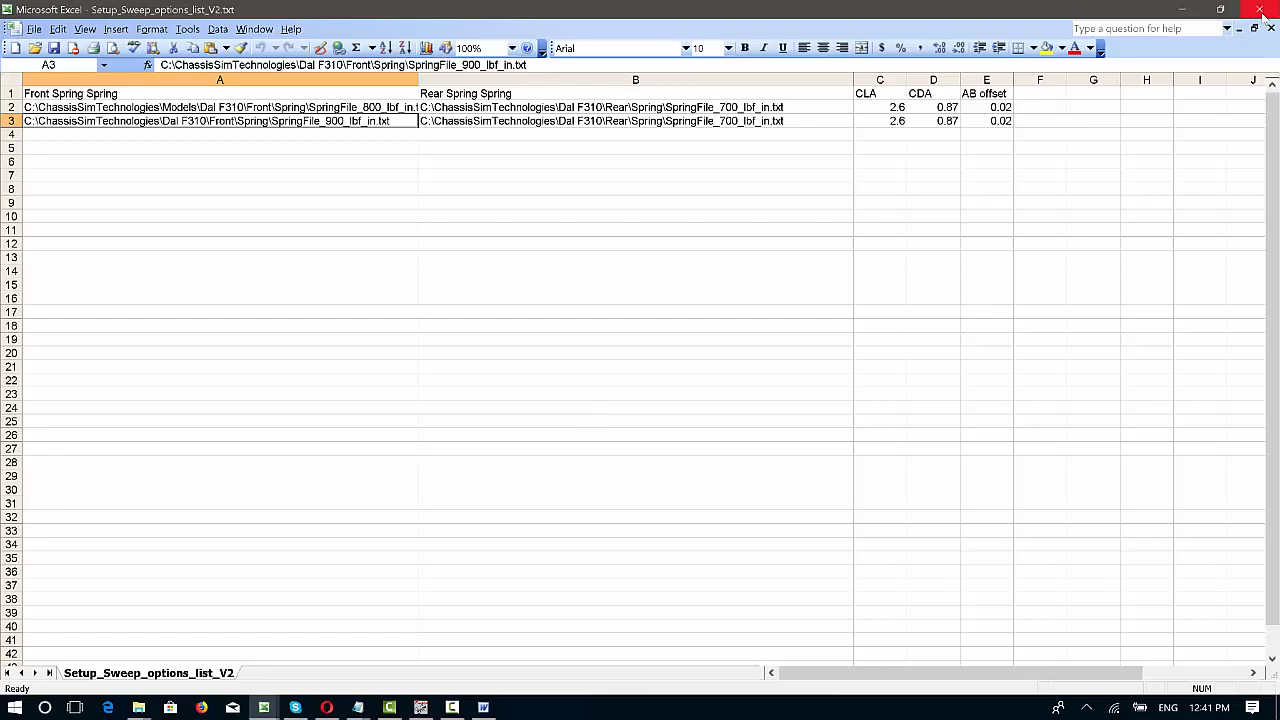 Microsoft Excel - Setup_Sweep_options_list_V2.txt
File Edit View Insert Format Tools Data Window Help
Type a question for help
100%
Arial
10
A3
fx
C:\ChassisSimTechnologies\Dal F310\Front\Spring\SpringFile_900_lbf_in.txt
A B C D E F G H I J
1 Front Spring Spring Rear Spring Spring CLA CDA AB offset
2 C:\ChassisSimTechnologies\Models\Dal F310\Front\Spring\SpringFile_800_lbf_in.t C:\ChassisSimTechnologies\Dal F310\Rear\Spring\SpringFile_700_lbf_in.txt 2.6 0.87 0.02
3 C:\ChassisSimTechnologies\Dal F310\Front\Spring\SpringFile_900_lbf_in.txt C:\ChassisSimTechnologies\Dal F310\Rear\Spring\SpringFile_700_lbf_in.txt 2.6 0.87 0.02
4
5
6
7
8
9
10
11
12
13
14
15
16
17
18
19
20
21
22
23
24
25
26
27
28
29
30
31
32
33
34
35
36
37
38
39
40
41
42
Setup_Sweep_options_list_V2
Ready
NUM
ENG 12:41 PM